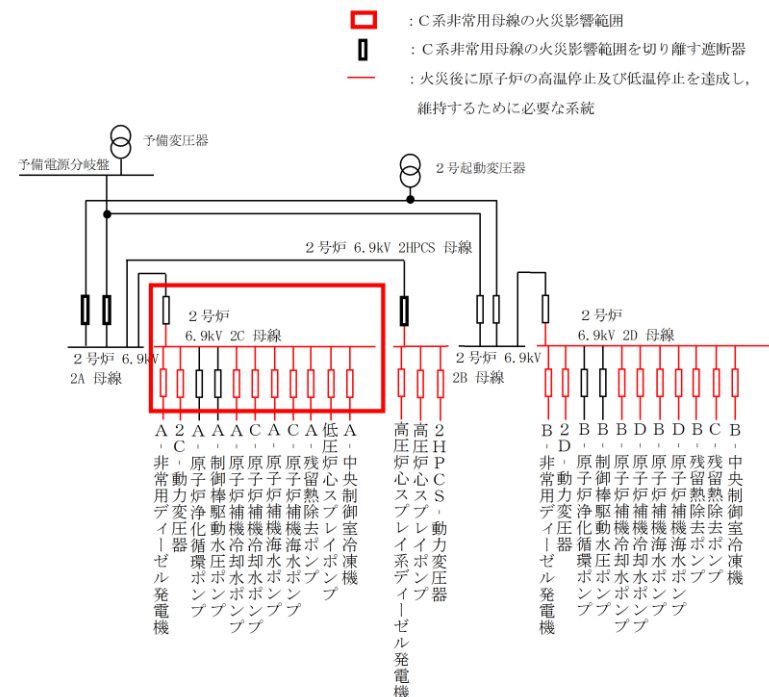 ：Ｃ系非常用母線の火災影響範囲
：Ｃ系非常用母線の火災影響範囲を切り離す遮断器
：火災後に原子炉の高温停止及び低温停止を達成し，
維持するために必要な系統
予備変圧器
予備電源分岐盤
２号起動変圧器
２号炉 6.9kV 2HPCS 母線
２号炉
6.9kV 2C 母線
２号炉
6.9kV 2D 母線
２号炉 6.9kV
2A 母線
２号炉 6.9kV
2B 母線
Ａ-非常用ディーゼル発電機
２Ｃ-動力変圧器
Ａ-原子炉浄化循環ポンプ
Ａ-制御棒駆動水圧ポンプ
Ａ-原子炉補機冷却水ポンプ
Ｃ-原子炉補機冷却水ポンプ
Ａ-原子炉補機海水ポンプ
Ｃ-原子炉補機海水ポンプ
Ａ-残留熱除去ポンプ
低圧炉心スプレイポンプ
Ａ-中央制御室冷凍機
高圧炉心スプレイ系ディーゼル発電機
高圧炉心スプレイポンプ
２ＨＰＣＳ-動力変圧器
Ｂ-非常用ディーゼル発電機
２Ｄ-動力変圧器
Ｂ-原子炉浄化循環ポンプ
Ｂ-制御棒駆動水圧ポンプ
Ｂ-原子炉補機冷却水ポンプ
Ｄ-原子炉補機冷却水ポンプ
Ｂ-原子炉補機海水ポンプ
Ｄ-原子炉補機海水ポンプ
Ｂ-残留熱除去ポンプ
Ｃ-残留熱除去ポンプ
Ｂ-中央制御室冷凍機